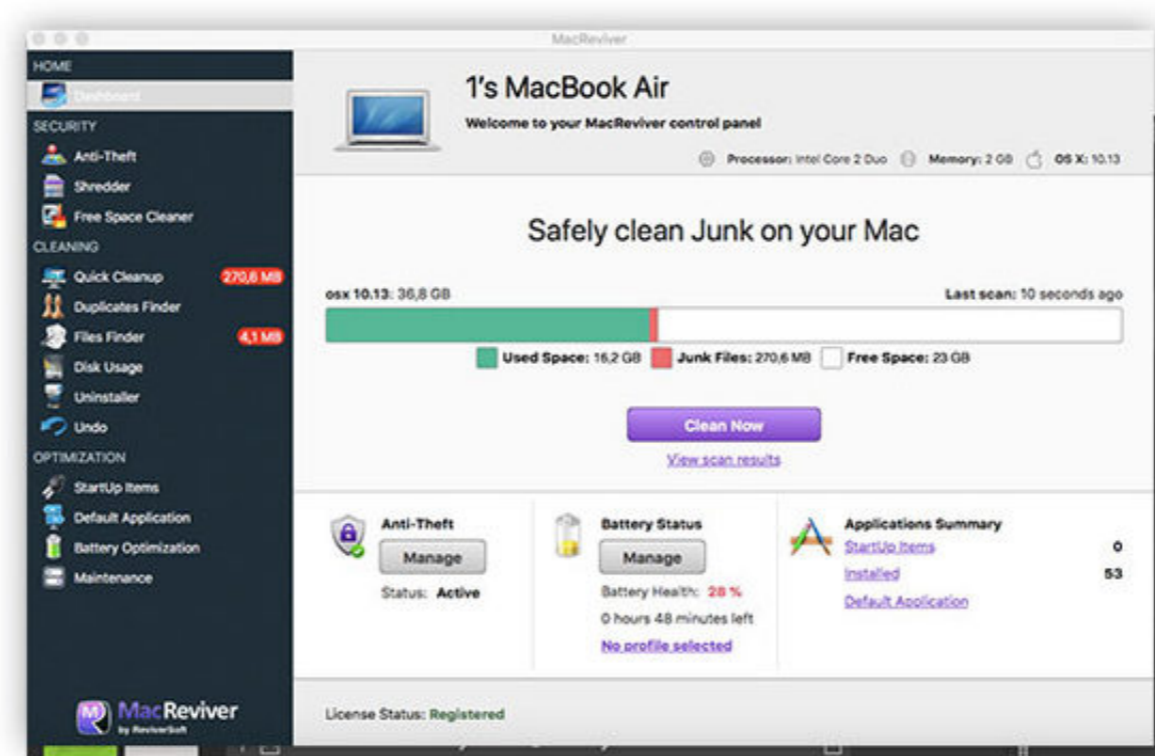 MacReviver
HOME
Dashboard
SECURITY
Anti-Theft
Shredder
Free Space Cleaner
CLEANING
Quick Cleanup 270,6 MB
Duplicates Finder
Files Finder 4,1 MB
Disk Usage
Uninstaller
Undo
OPTIMIZATION
StartUp Items
Default Application
Battery Optimization
Maintenance
MacReviver
by ReviverSoft
1's MacBook Air
Welcome to your MacReviver control panel
Processor: Intel Core 2 Duo Memory: 2 GB OS X: 10.13
Safely clean Junk on your Mac
osx 10.13: 36,8 GB Last scan: 10 seconds ago
Used Space: 16,2 GB Junk Files: 270,6 MB Free Space: 23 GB
Clean Now
View scan results
Anti-Theft
Manage
Status: Active
Battery Status
Manage
Battery Health: 28 %
0 hours 48 minutes left
No profile selected
Applications Summary
StartUp Items 0
Installed 53
Default Application
License Status: Registered